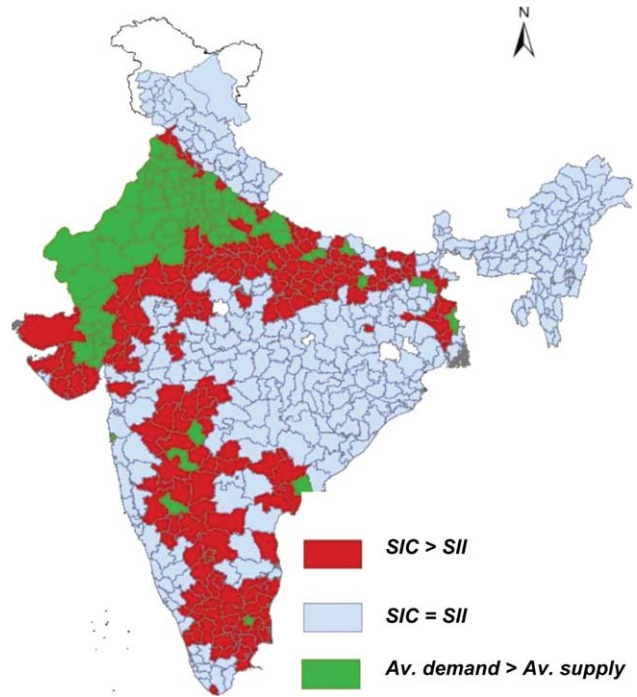 N
SIC > SII
SIC = SII
Av. demand > Av. supply